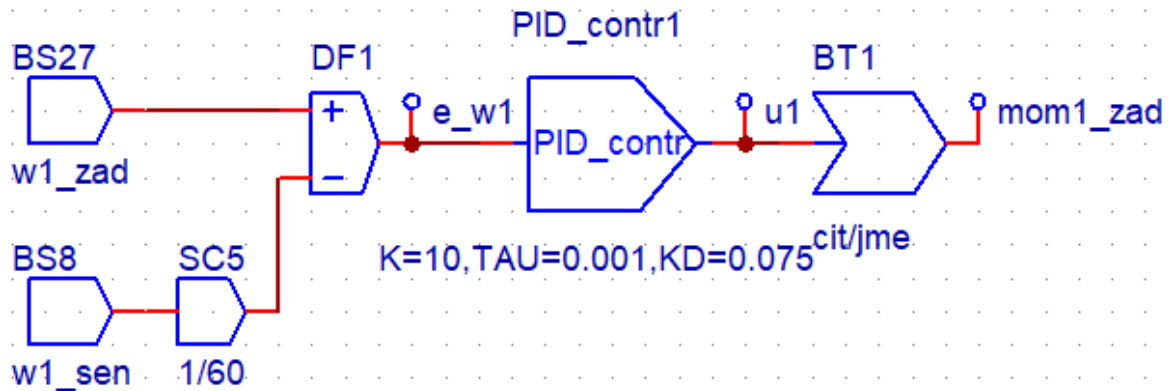 PID_contr1
BS27
DF1
BT1
+
e_w1
PID_contr
u1
mom1_zad
w1_zad
−
BS8
SC5
K=10,TAU=0.001,KD=0.075
cit/jme
w1_sen
1/60